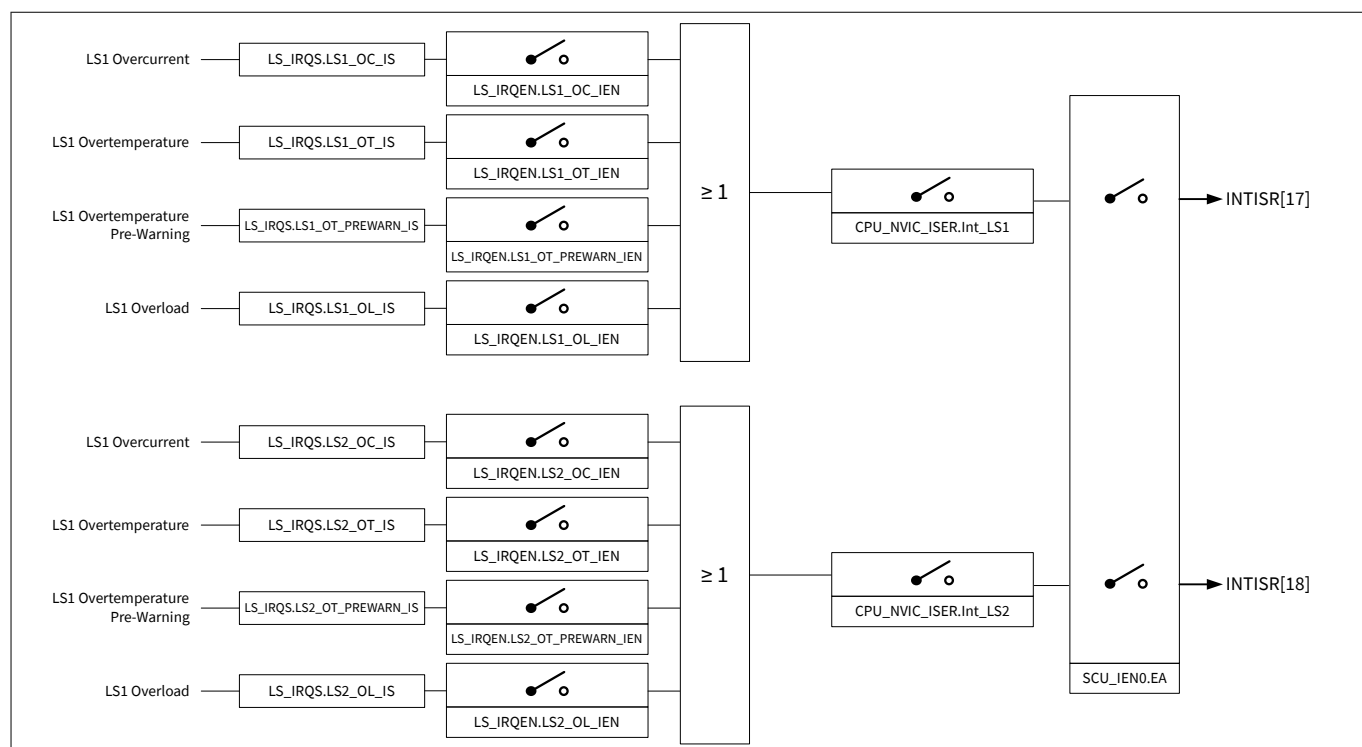 LS1 Overcurrent
LS_IRQS.LS1_OC_IS
LS_IRQEN.LS1_OC_IEN
LS1 Overtemperature
LS_IRQS.LS1_OT_IS
LS_IRQEN.LS1_OT_IEN
LS1 Overtemperature
Pre-Warning
LS_IRQS.LS1_OT_PREWARN_IS
LS_IRQEN.LS1_OT_PREWARN_IEN
LS1 Overload
LS_IRQS.LS1_OL_IS
LS_IRQEN.LS1_OL_IEN
≥ 1
CPU_NVIC_ISER.Int_LS1
INTISR[17]
LS1 Overcurrent
LS_IRQS.LS2_OC_IS
LS_IRQEN.LS2_OC_IEN
LS1 Overtemperature
LS_IRQS.LS2_OT_IS
LS_IRQEN.LS2_OT_IEN
LS1 Overtemperature
Pre-Warning
LS_IRQS.LS2_OT_PREWARN_IS
LS_IRQEN.LS2_OT_PREWARN_IEN
LS1 Overload
LS_IRQS.LS2_OL_IS
LS_IRQEN.LS2_OL_IEN
≥ 1
CPU_NVIC_ISER.Int_LS2
INTISR[18]
SCU_IEN0.EA